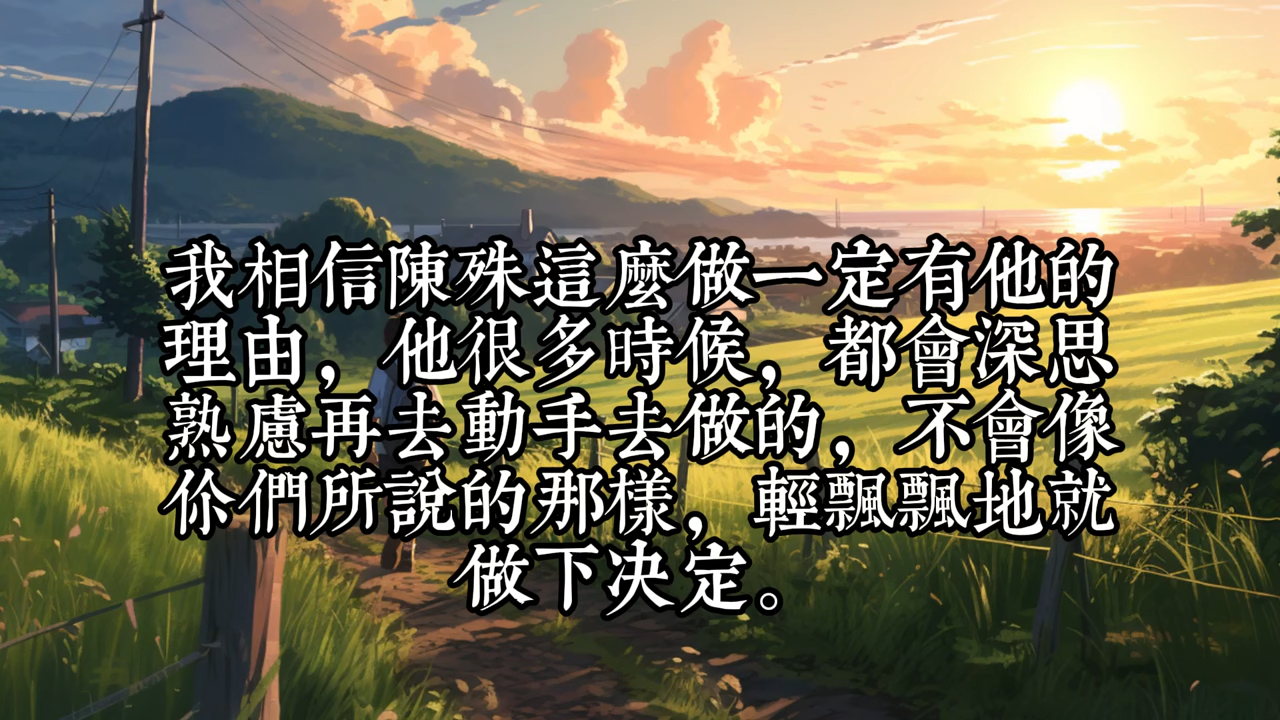 我相信陳殊這麼做一定有他的
理由，他很多時候，都會深思
熟慮再去動手去做的，不會像
你們所說的那樣，輕飄飄地就
做下決定。